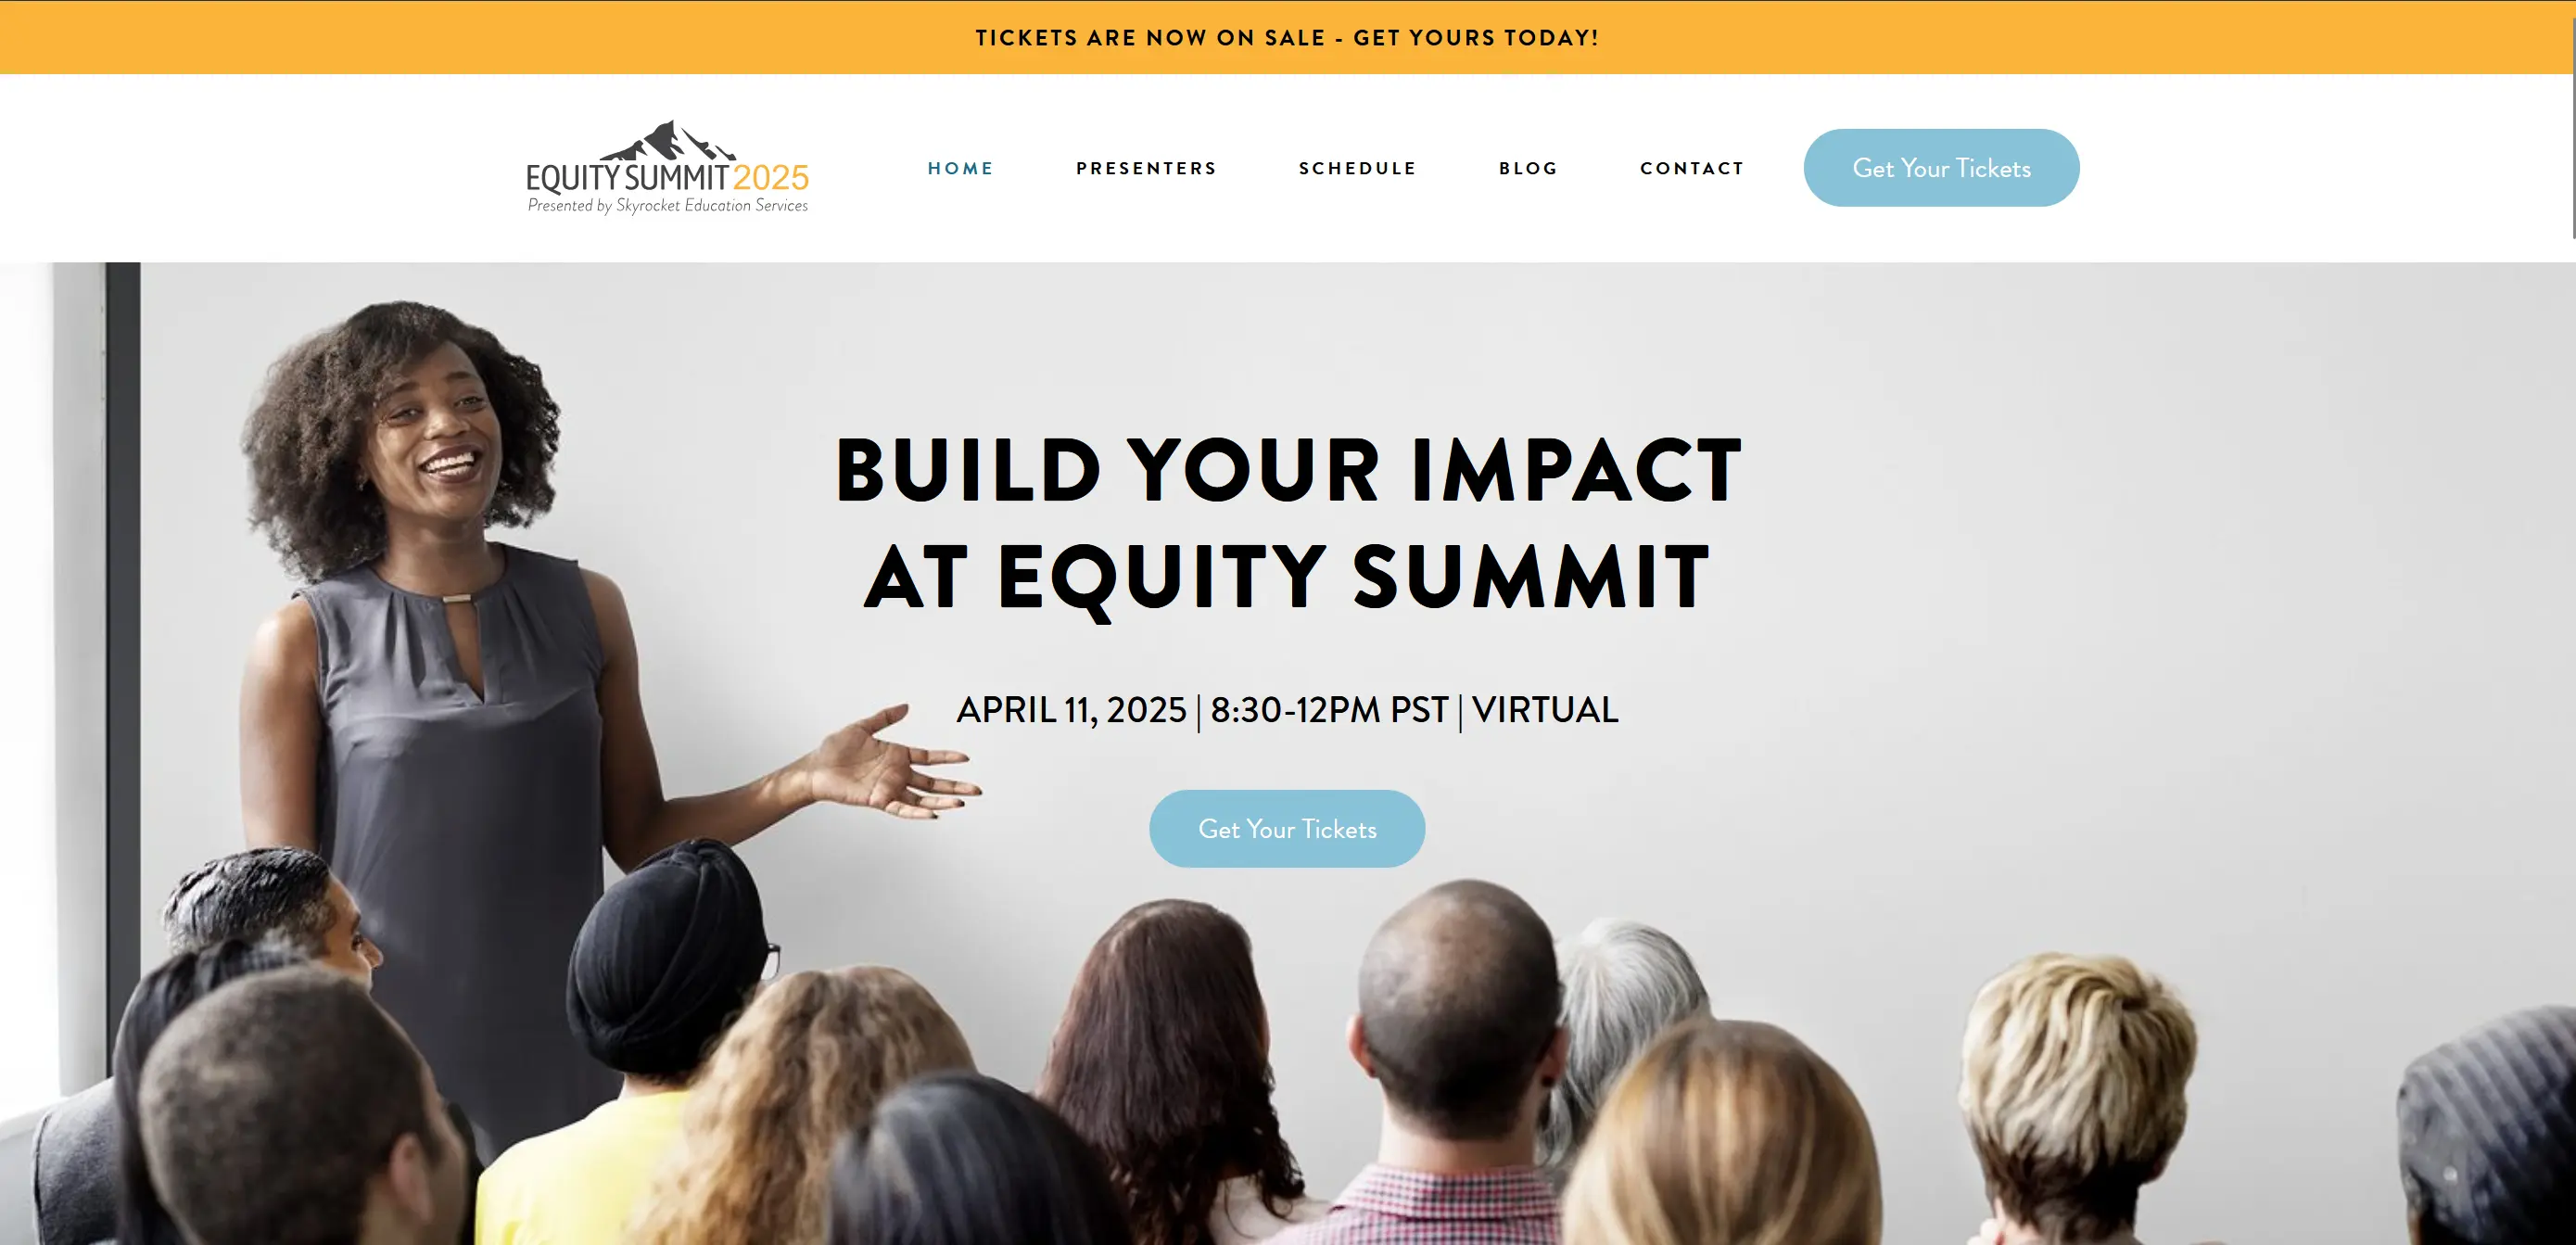 TICKETS ARE NOW ON SALE - GET YOURS TODAY!
EQUITY SUMMIT 2025
Presented by Skyrocket Education Services
HOME
PRESENTERS
SCHEDULE
BLOG
CONTACT
Get Your Tickets
BUILD YOUR IMPACT
AT EQUITY SUMMIT
APRIL 11, 2025 | 8:30-12PM PST | VIRTUAL
Get Your Tickets